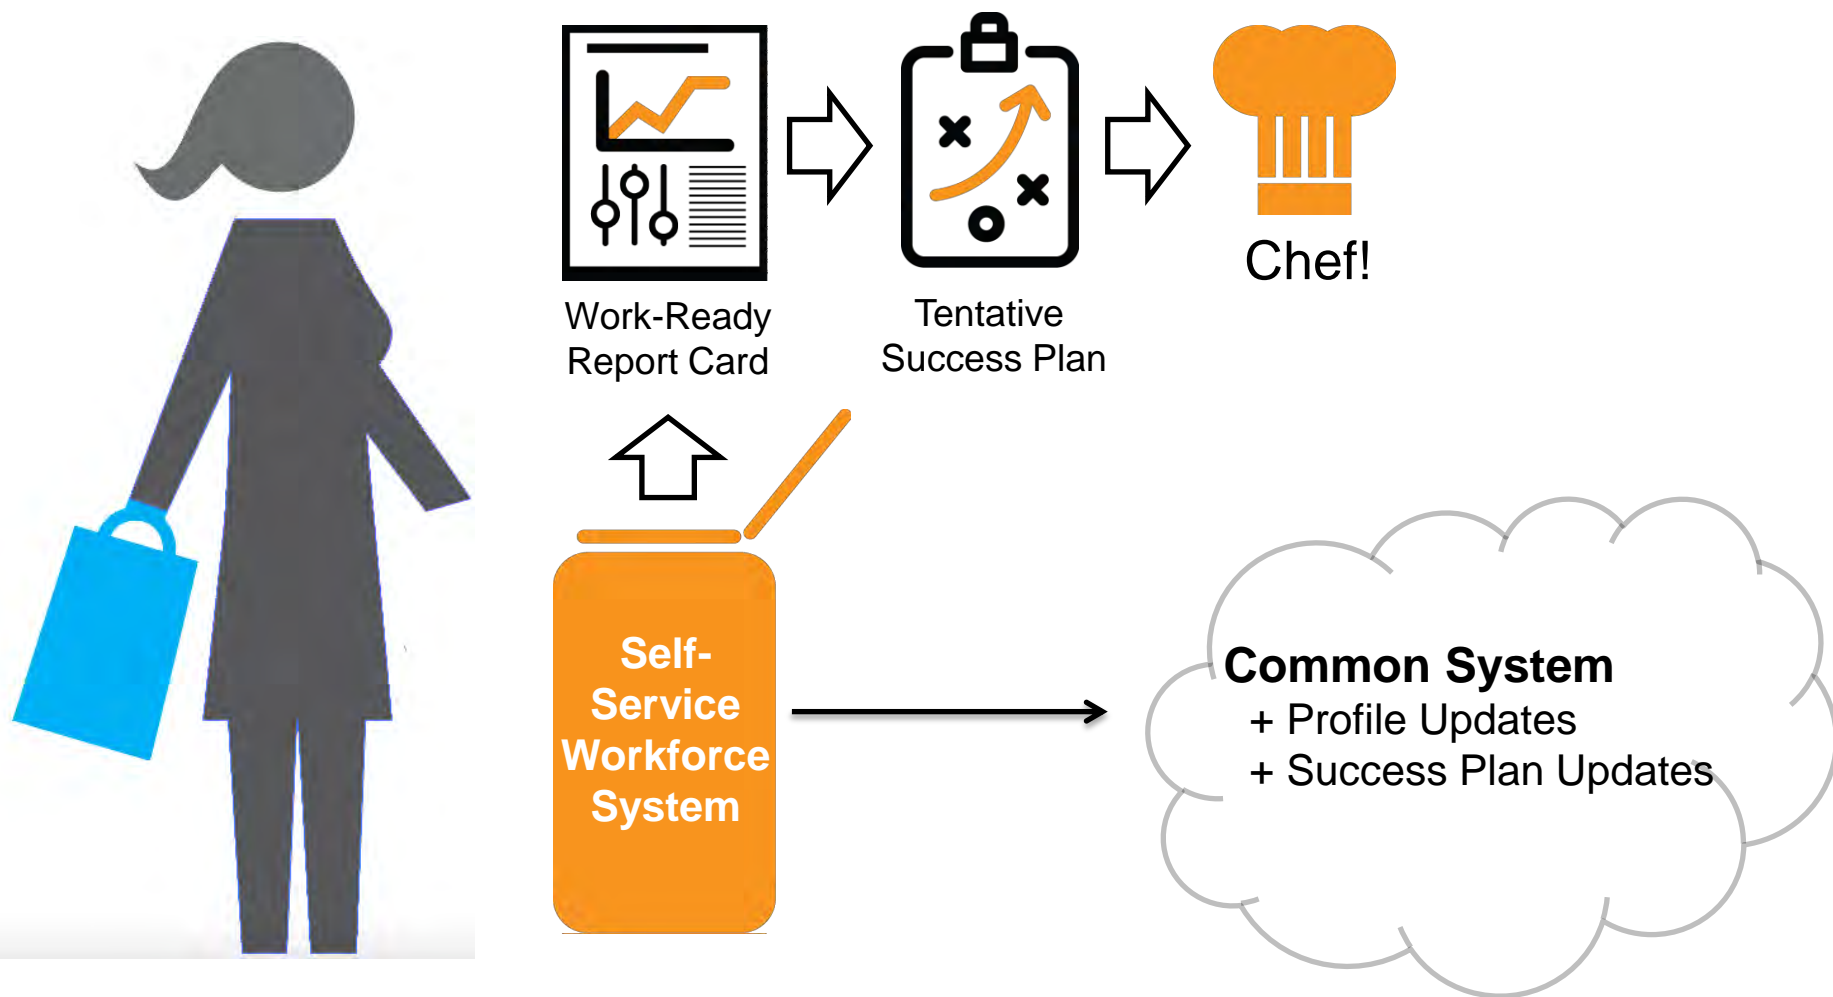 Chef!
Work-Ready
Report Card
Tentative
Success Plan
Self-
Service
Workforce
System
Common System
+ Profile Updates
+ Success Plan Updates